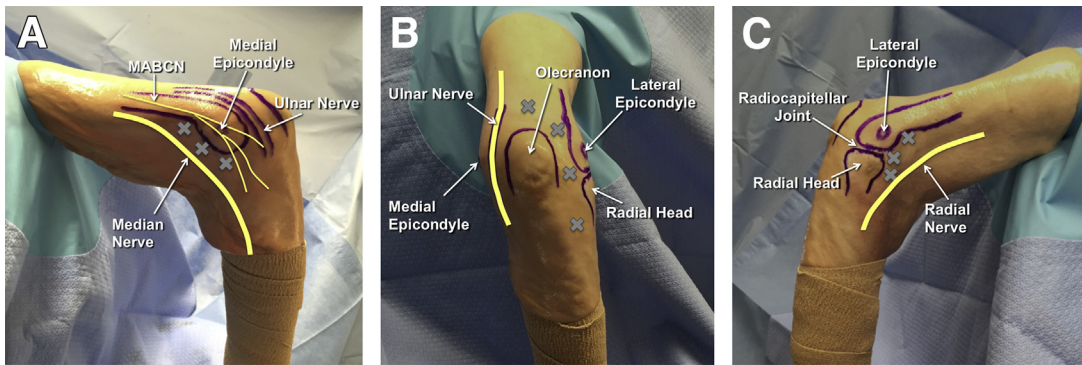 A
MABCN
Medial
Epicondyle
Ulnar Nerve
Median
Nerve
B
Ulnar Nerve
Olecranon
Lateral
Epicondyle
Medial
Epicondyle
Radial Head
C
Lateral
Epicondyle
Radiocapitellar
Joint
Radial Head
Radial
Nerve